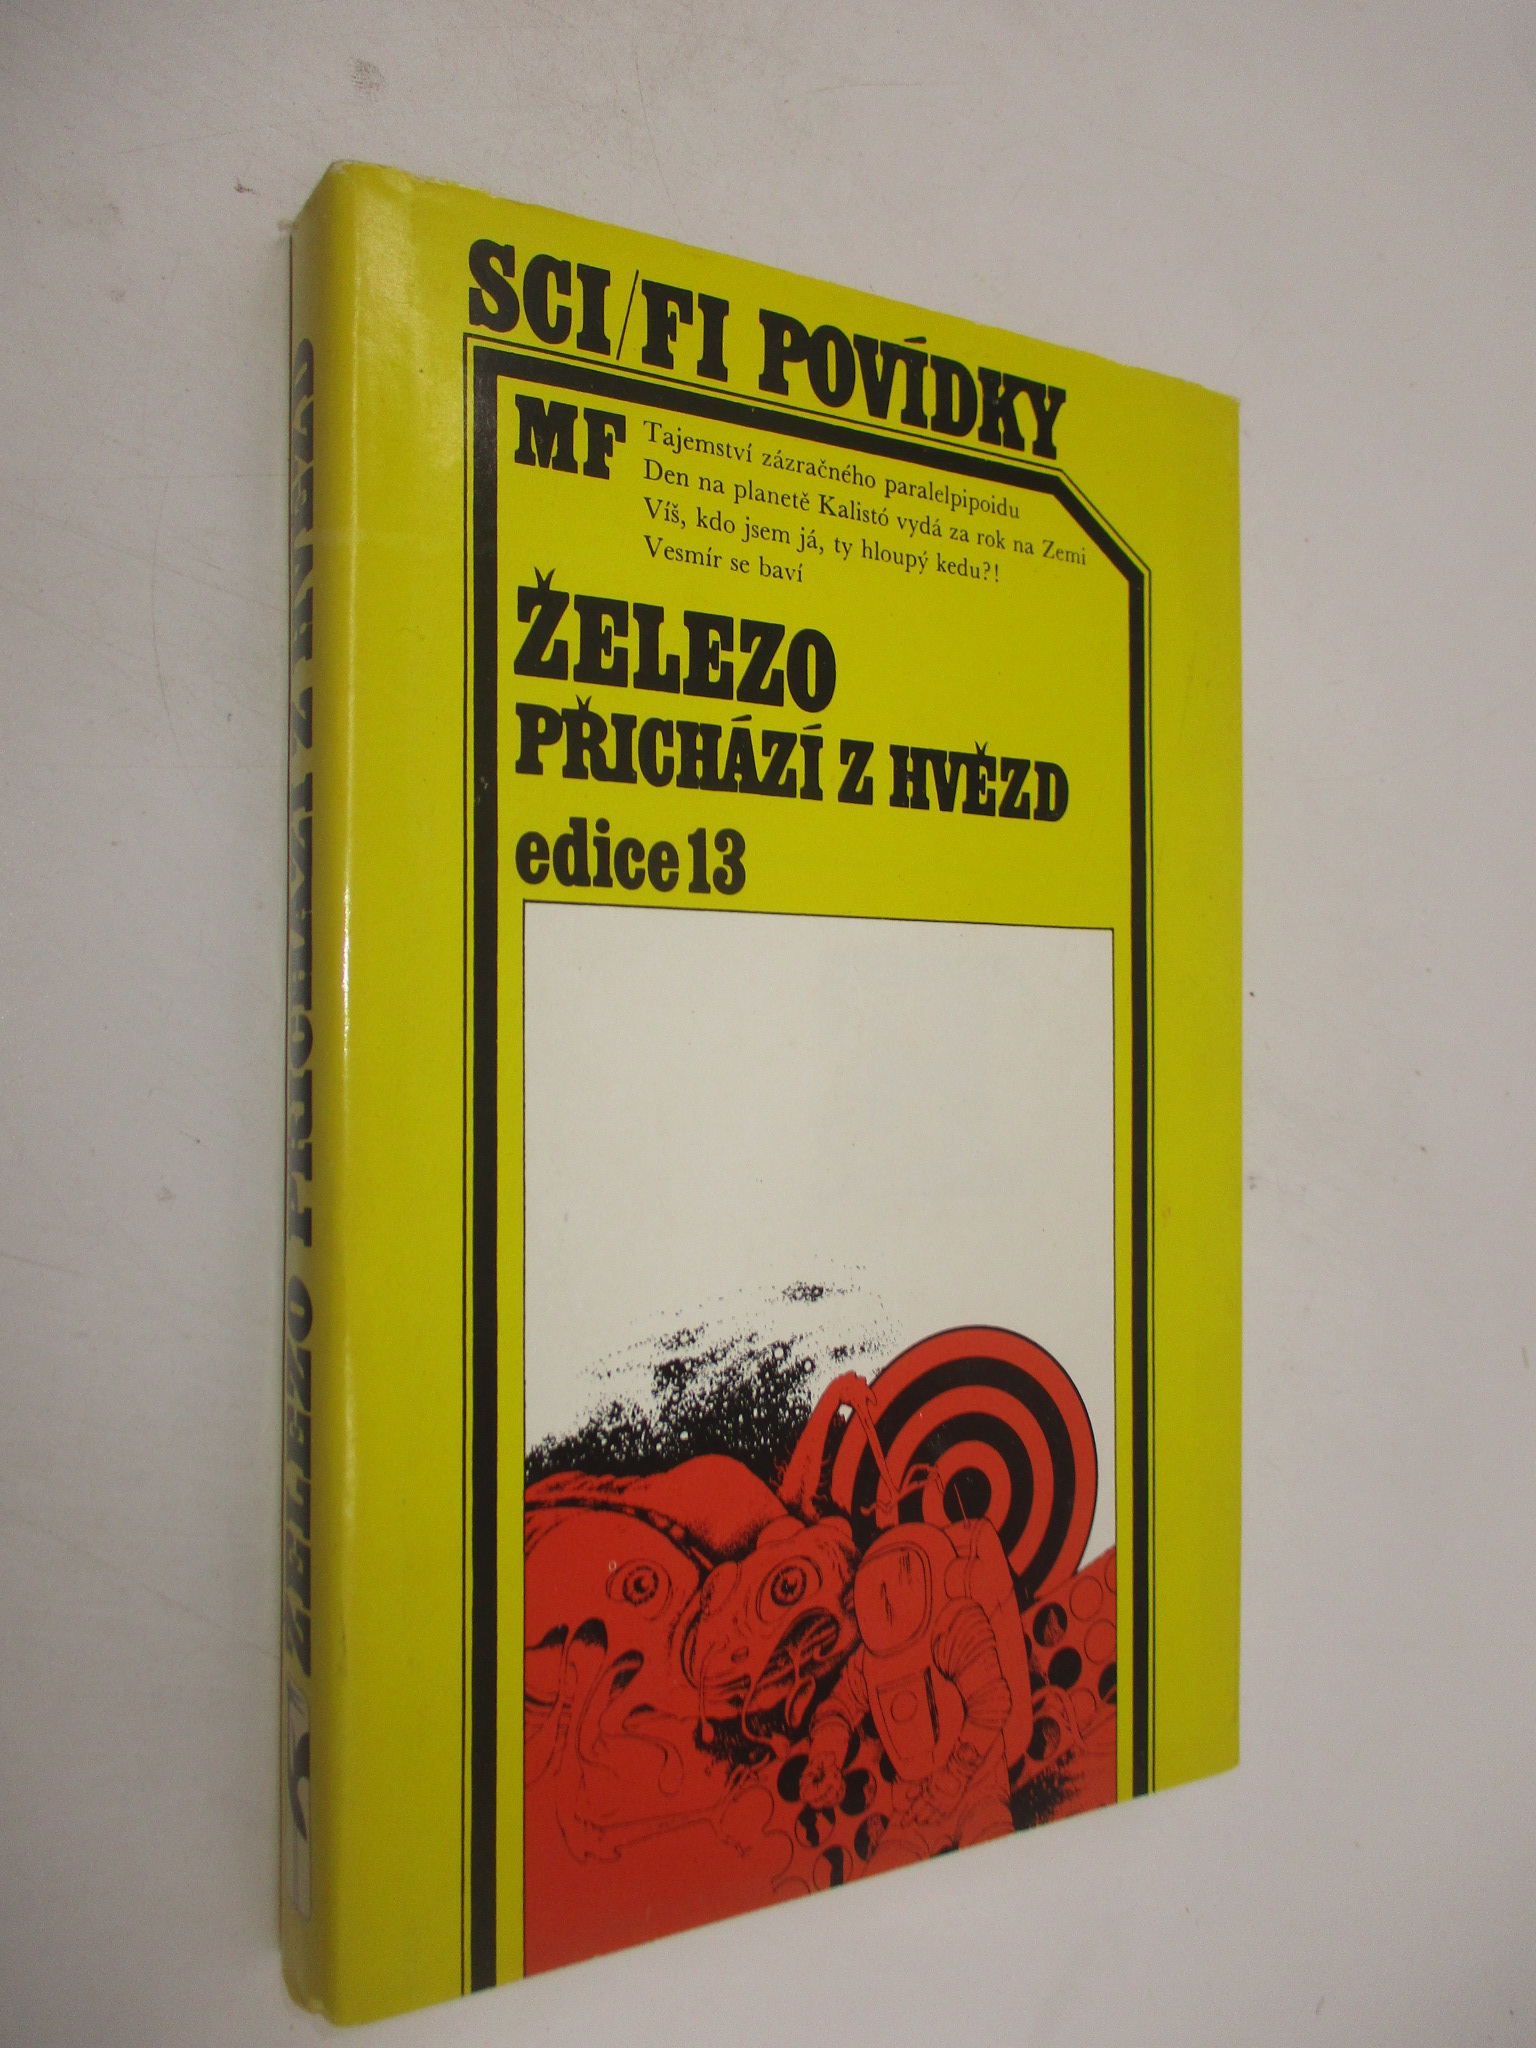 SCI/FI POVÍDKY
MF
Tajemství zázračného paralelpipoidu
Den na planetě Kalistó vydá za rok na Zemi
Víš, kdo jsem já, ty hloupý kedu?!
Vesmír se baví
ŽELEZO
PŘICHÁZÍ Z HVĚZD
edice 13
ŽELEZO PŘICHÁZÍ Z HVĚZD